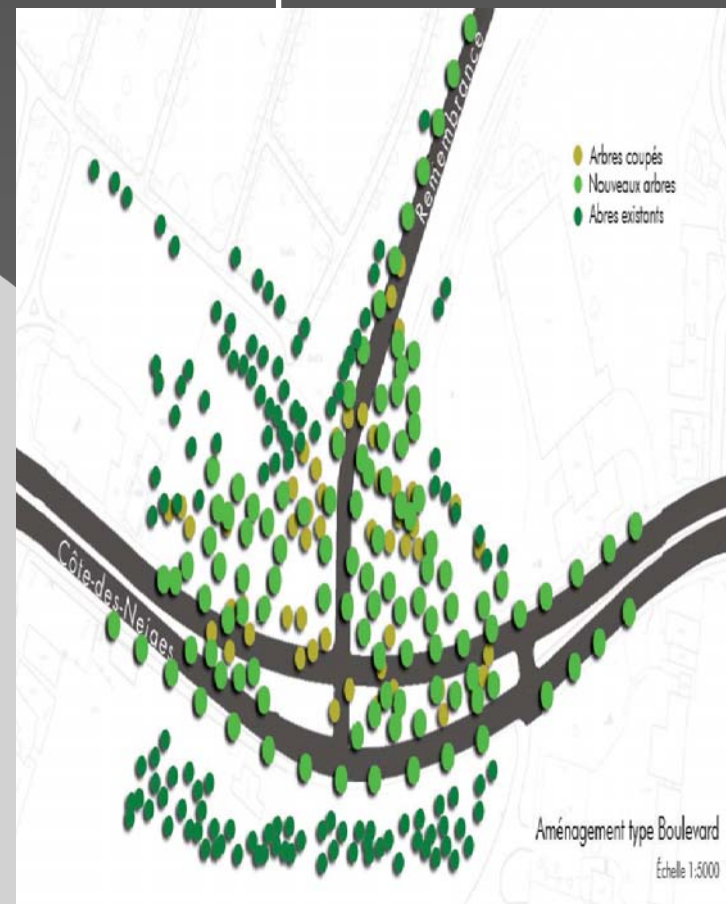 Remembrance
Arbres coupés
Nouveaux arbres
Abres existants
Côte-des-Neiges
Aménagement type Boulevard
Échelle 1:5000